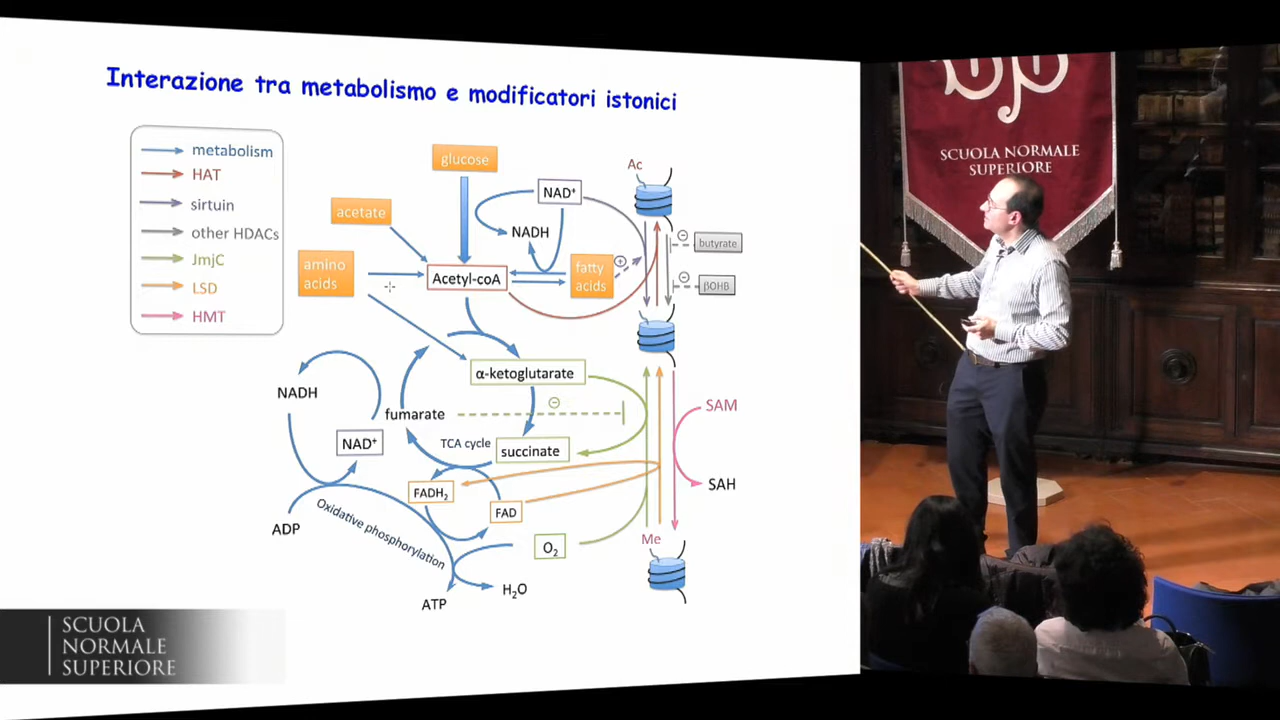 Interazione tra metabolismo e modificatori istonici
metabolism
HAT
sirtuin
other HDACs
JmjC
LSD
HMT
glucose
acetate
amino
acids
Acetyl-coA
NAD⁺
NADH
fatty
acids
Ac
butyrate
βOHB
α-ketoglutarate
fumarate
TCA cycle
succinate
NADH
NAD⁺
FADH₂
FAD
ADP
Oxidative phosphorylation
O₂
H₂O
ATP
SAM
SAH
Me
SCUOLA
NORMALE
SUPERIORE
SCUOLA NORMALE
SUPERIORE